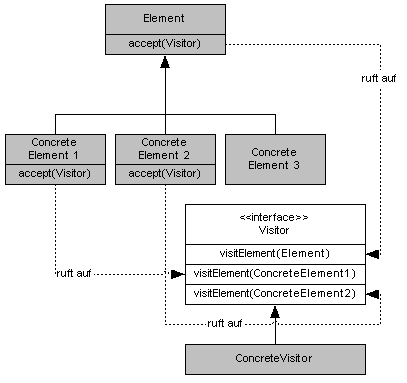 Element
accept(Visitor)
ruft auf
Concrete
Element 1
accept(Visitor)
Concrete
Element 2
accept(Visitor)
Concrete
Element 3
<<interface>>
Visitor
visitElement(Element)
visitElement(ConcreteElement1)
visitElement(ConcreteElement2)
ruft auf
ruft auf
ConcreteVisitor